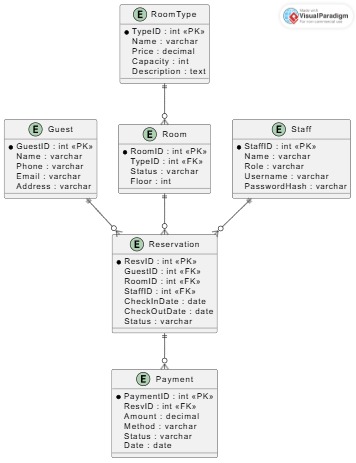 E RoomType
TypeID : int «PK»
Name : varchar
Price : decimal
Capacity : int
Description : text
Made with
Visual Paradigm
For non-commercial use
E Guest
GuestID : int «PK»
Name : varchar
Phone : varchar
Email : varchar
Address : varchar
E Room
RoomID : int «PK»
TypeID : int «FK»
Status : varchar
Floor : int
E Staff
StaffID : int «PK»
Name : varchar
Role : varchar
Username : varchar
PasswordHash : varchar
E Reservation
ResvID : int «PK»
GuestID : int «FK»
RoomID : int «FK»
StaffID : int «FK»
CheckInDate : date
CheckOutDate : date
Status : varchar
E Payment
PaymentID : int «PK»
ResvID : int «FK»
Amount : decimal
Method : varchar
Status : varchar
Date : date